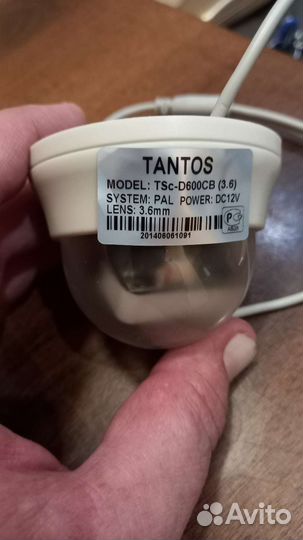 TANTOS
MODEL: TSc-D600CB (3.6)
SYSTEM: PAL POWER: DC12V
LENS: 3.6mm
201406061091
Avito